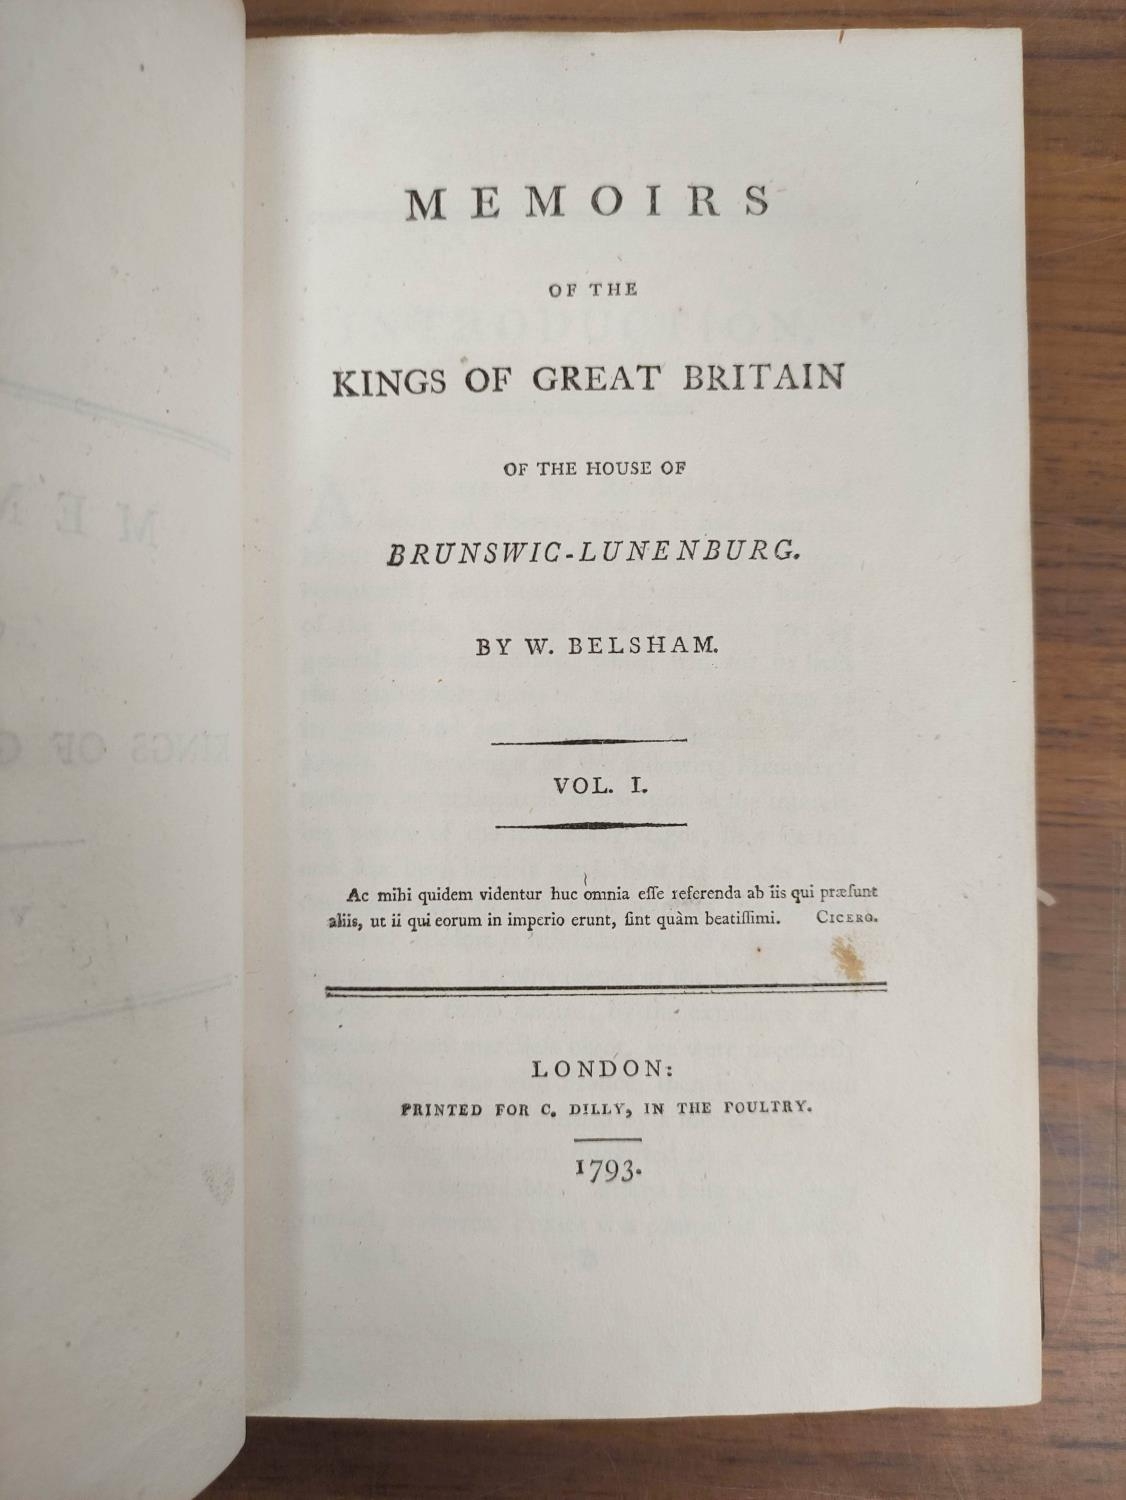 MEMOIRS
OF THE
KINGS OF GREAT BRITAIN
OF THE HOUSE OF
BRUNSWIC-LUNENBURG.
BY W. BELSHAM.
VOL. I.
Ac mihi quidem videntur huc omnia eſſe referenda ab iis qui præſunt
aliis, ut ii qui eorum in imperio erunt, ſint quàm beatiſſimi. CICERO.
LONDON:
PRINTED FOR C. DILLY, IN THE POULTRY.
1793.